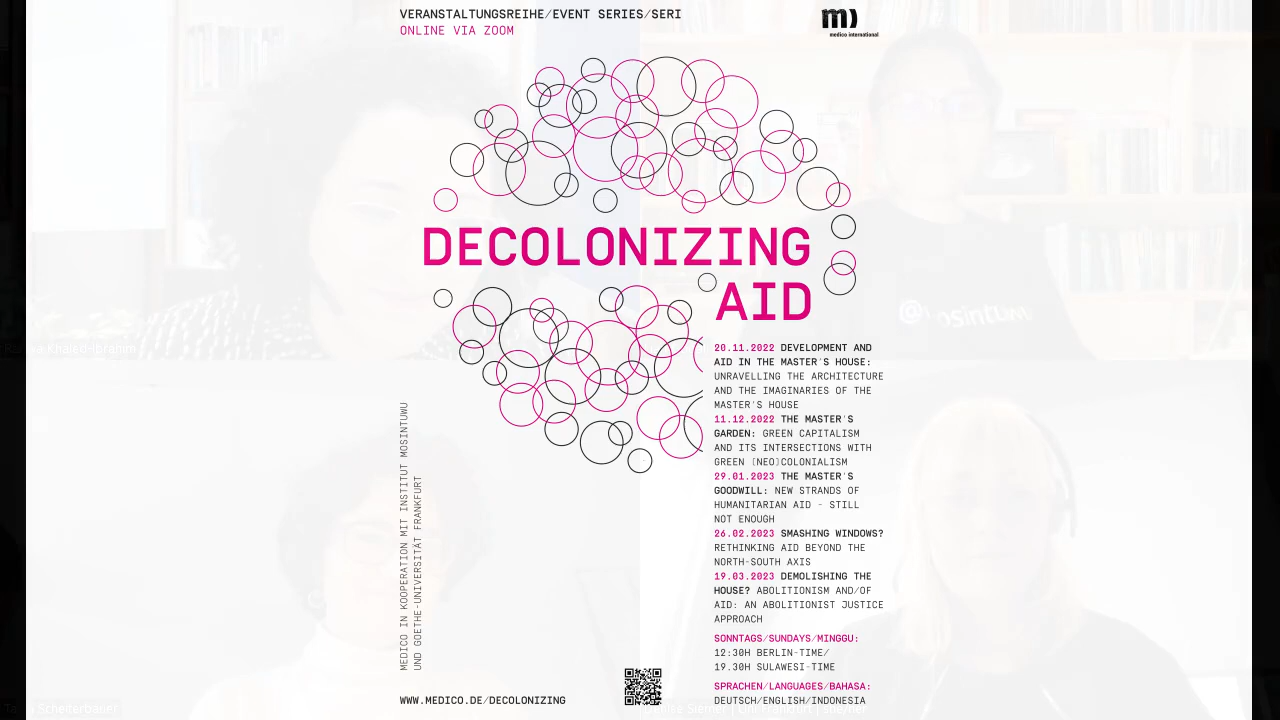 VERANSTALTUNGSREIHE/EVENT SERIES/SERI
ONLINE VIA ZOOM
medico international
DECOLONIZING
AID
20.11.2022 DEVELOPMENT AND
AID IN THE MASTER'S HOUSE:
UNRAVELLING THE ARCHITECTURE
AND THE IMAGINARIES OF THE
MASTER'S HOUSE
11.12.2022 THE MASTER'S
GARDEN: GREEN CAPITALISM
AND ITS INTERSECTIONS WITH
GREEN (NEO)COLONIALISM
29.01.2023 THE MASTER'S
GOODWILL: NEW STRANDS OF
HUMANITARIAN AID - STILL
NOT ENOUGH
26.02.2023 SMASHING WINDOWS?
RETHINKING AID BEYOND THE
NORTH-SOUTH AXIS
19.03.2023 DEMOLISHING THE
HOUSE? ABOLITIONISM AND/OF
AID: AN ABOLITIONIST JUSTICE
APPROACH
SONNTAGS/SUNDAYS/MINGGU:
12:30H BERLIN-TIME/
19.30H SULAWESI-TIME
SPRACHEN/LANGUAGES/BAHASA:
DEUTSCH/ENGLISH/INDONESIA
MEDICO IN KOOPERATION MIT INSTITUT MOSINTUWU
UND GOETHE-UNIVERSITÄT FRANKFURT
WWW.MEDICO.DE/DECOLONIZING
Khaled-Ibrahim
Scheiterbauer